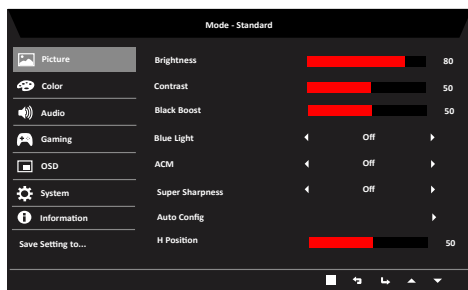 Mode - Standard
Picture
Color
Audio
Gaming
OSD
System
Information
Save Setting to...
Brightness 80
Contrast 50
Black Boost 50
Blue Light Off
ACM Off
Super Sharpness Off
Auto Config
H Position 50